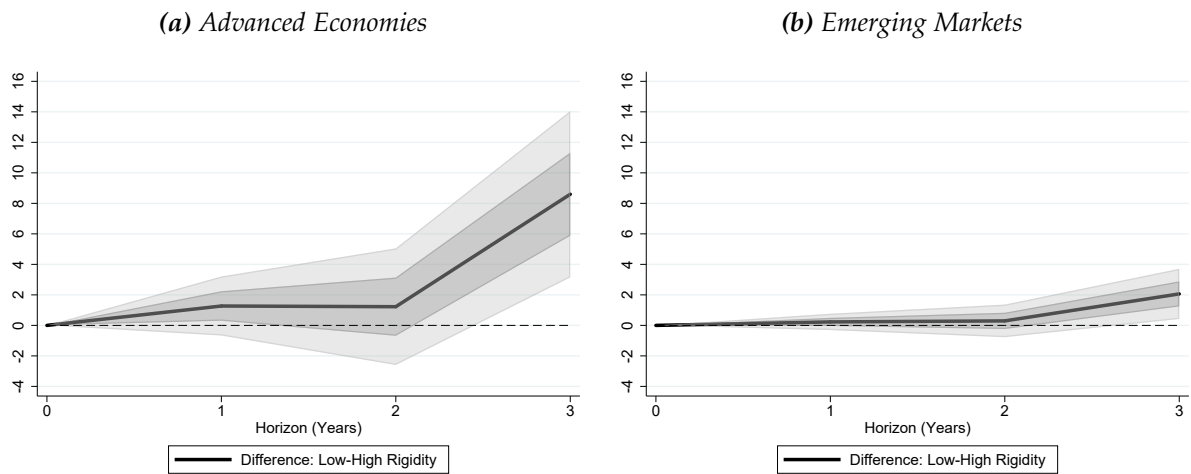 (a) Advanced Economies
16
14
12
10
8
6
4
2
0
-2
-4
0 1 2 3
Horizon (Years)
Difference: Low-High Rigidity
(b) Emerging Markets
16
14
12
10
8
6
4
2
0
-2
-4
0 1 2 3
Horizon (Years)
Difference: Low-High Rigidity